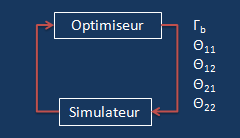 Optimiseur
Γb
Θ11
Θ12
Θ21
Θ22
Simulateur